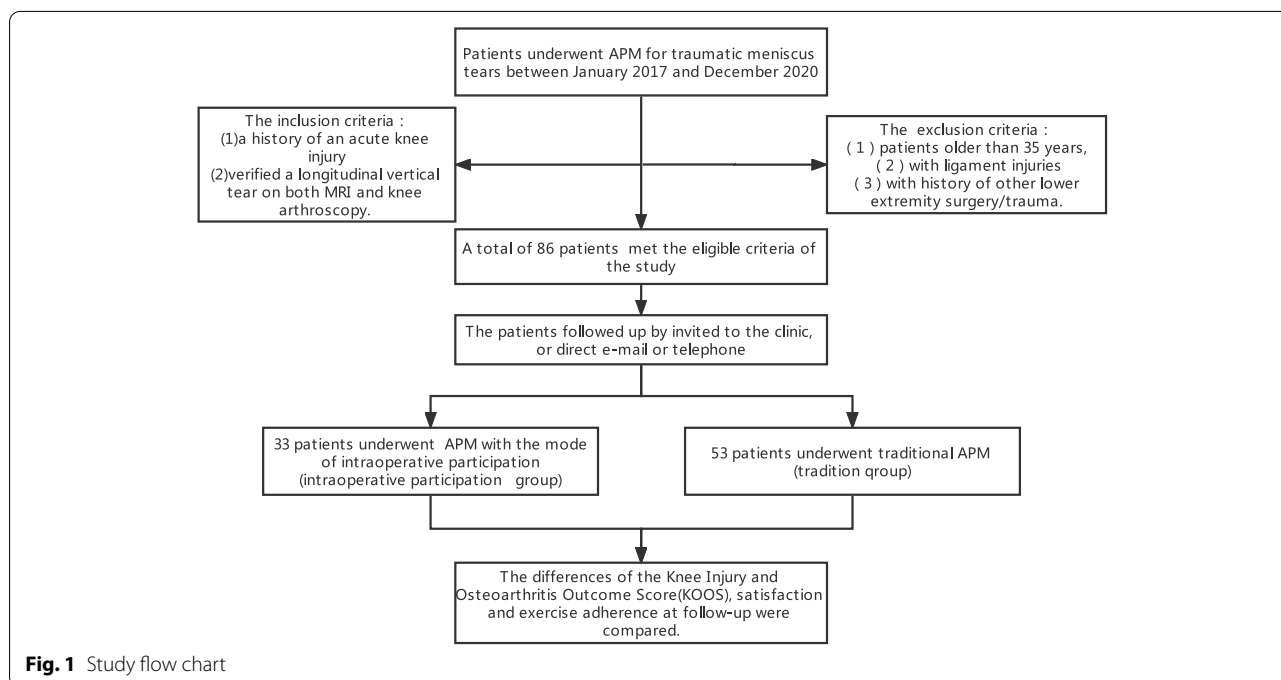 Patients underwent APM for traumatic meniscus
tears between January 2017 and December 2020
The inclusion criteria :
(1)a history of an acute knee
injury
(2)verified a longitudinal vertical
tear on both MRI and knee
arthroscopy.
The exclusion criteria :
( 1 ) patients older than 35 years,
( 2 ) with ligament injuries
( 3 ) with history of other lower
extremity surgery/trauma.
A total of 86 patients met the eligible criteria of
the study
The patients followed up by invited to the clinic,
or direct e-mail or telephone
33 patients underwent APM with the mode
of intraoperative participation
(intraoperative participation group)
53 patients underwent traditional APM
(tradition qroup)
The differences of the Knee Injury and
Osteoarthritis Outcome Score(KOOS), satisfaction
and exercise adherence at follow-up were
compared.
Fig. 1 Study flow chart